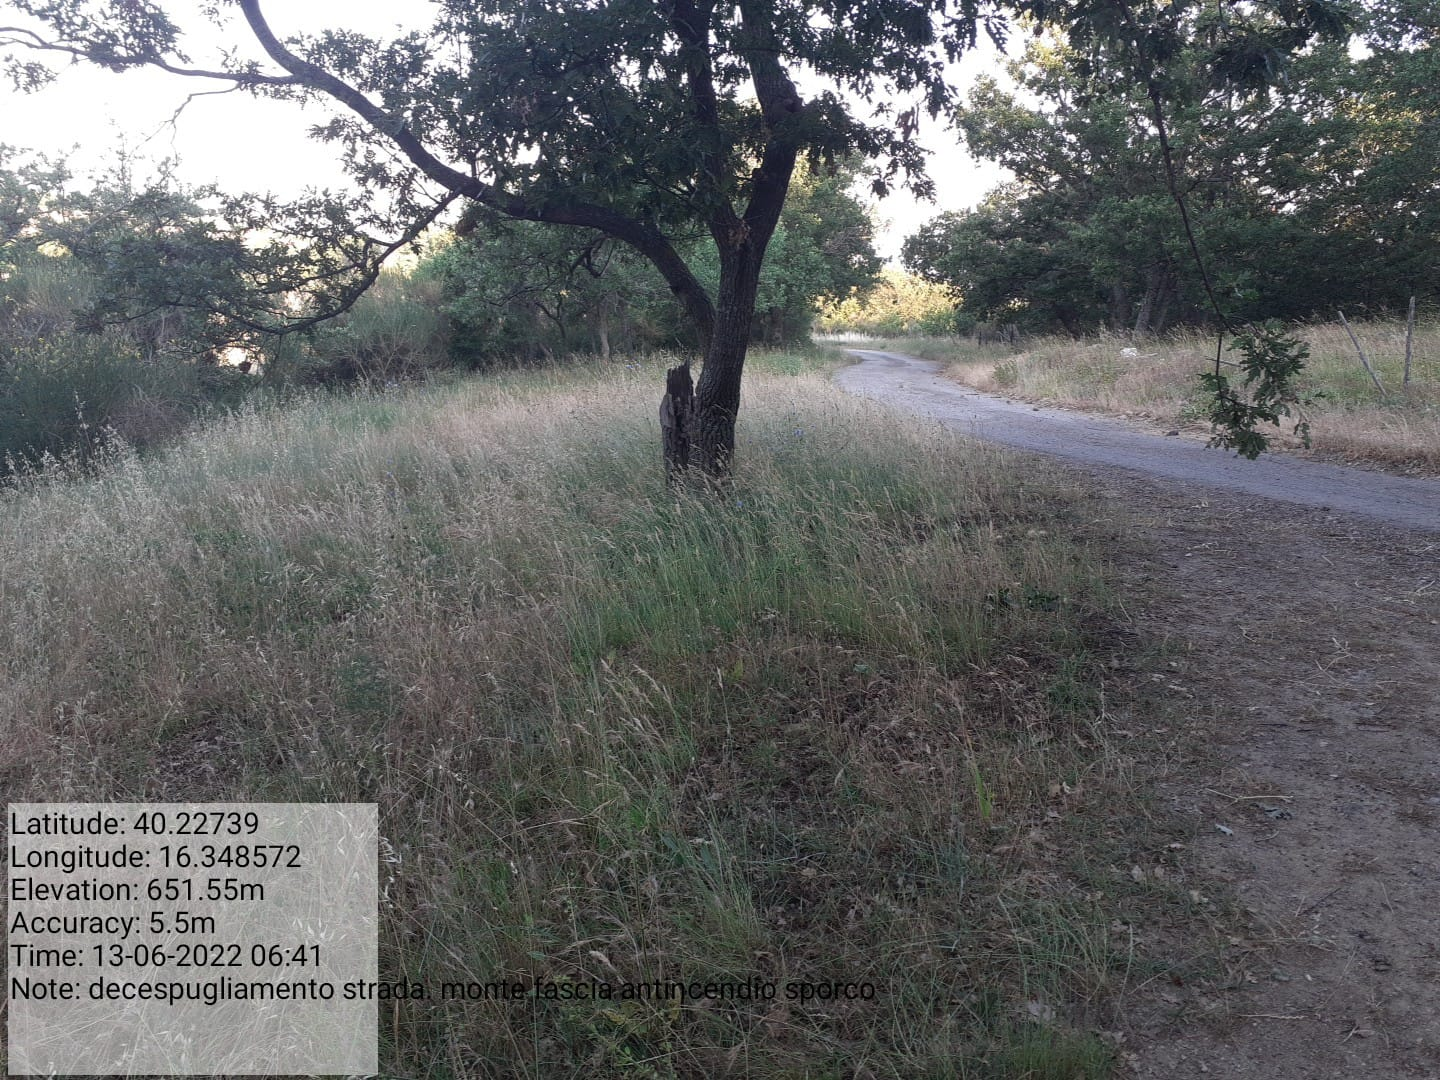 Latitude: 40.22739
Longitude: 16.348572
Elevation: 651.55m
Accuracy: 5.5m
Time: 13-06-2022 06:41
Note: decespugliamento strada. monte fascia antincendio sporco